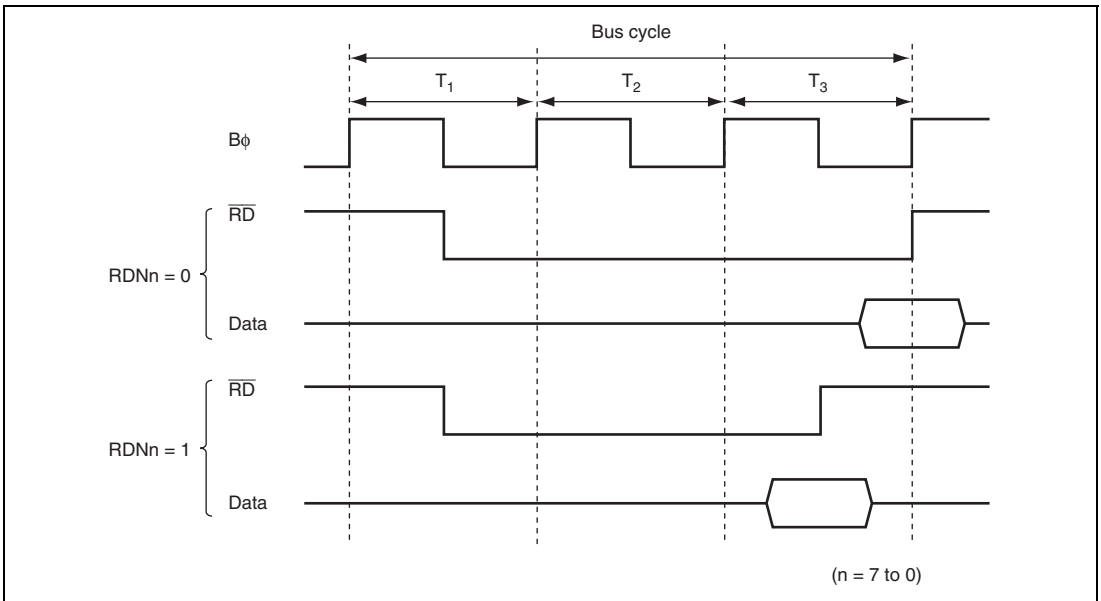 Bus cycle
T1 T2 T3
Bφ
RD
RDNn = 0
Data
RD
RDNn = 1
Data
(n = 7 to 0)